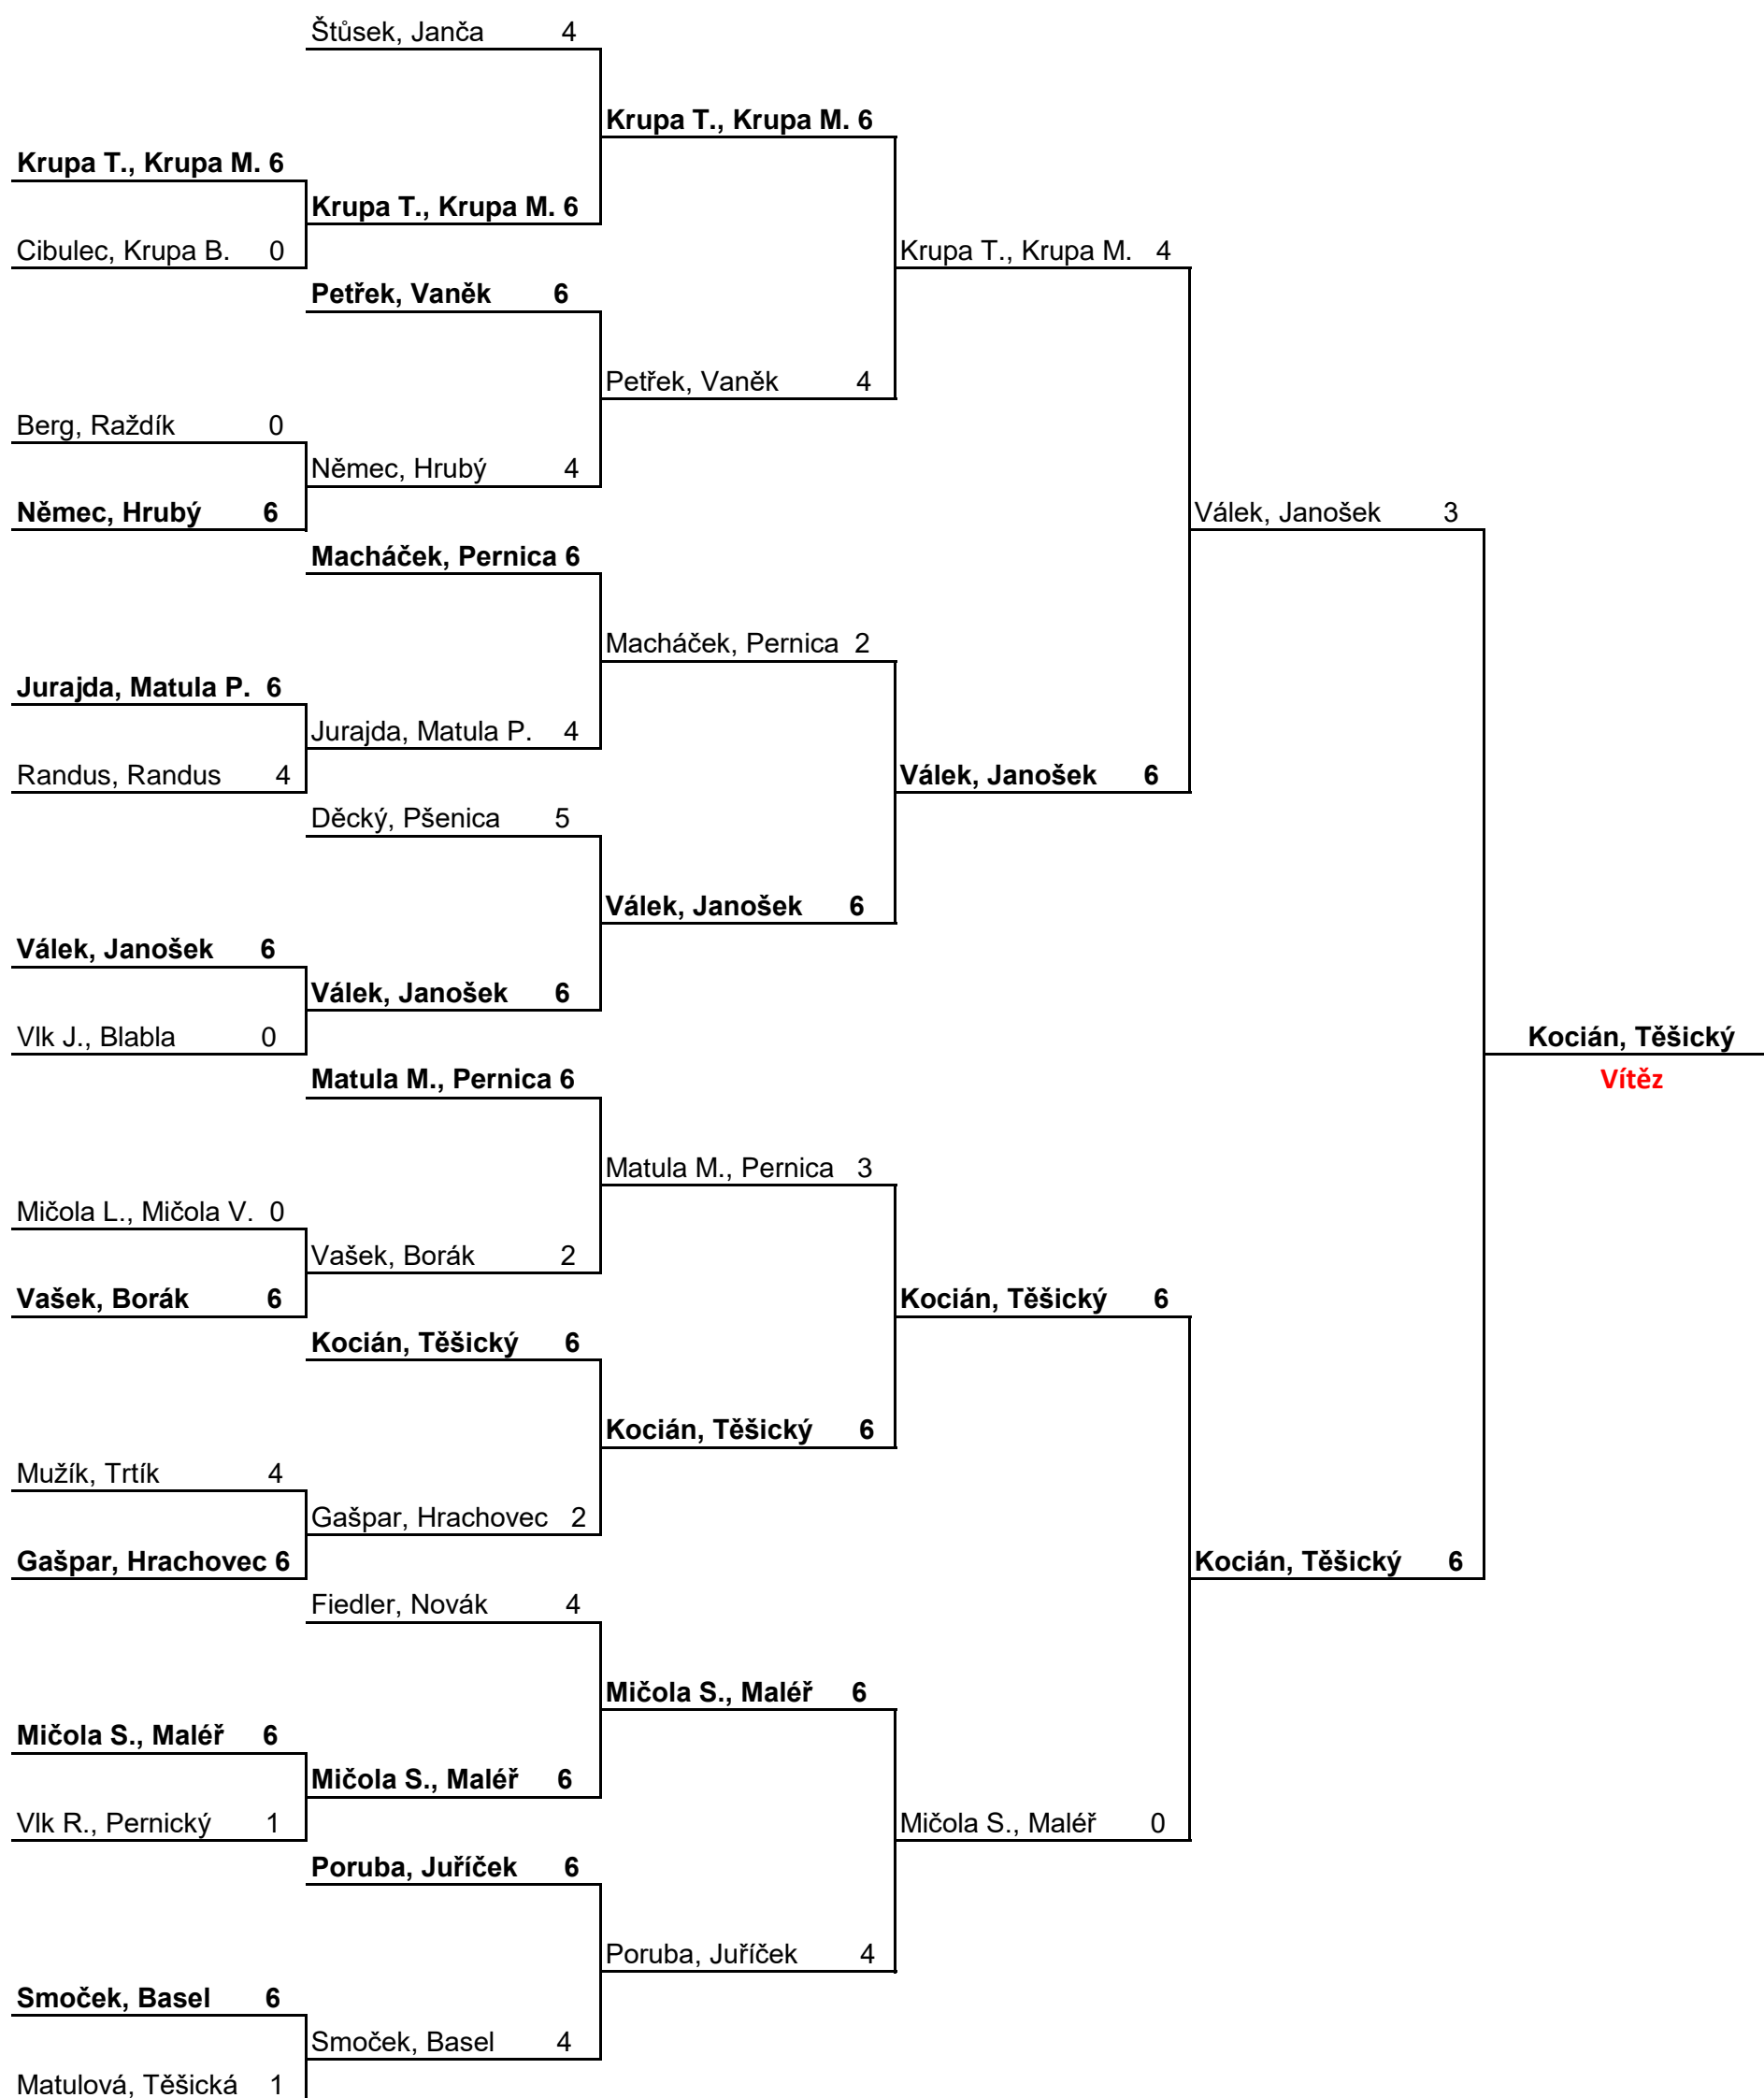 Štůsek, Janča 4
Krupa T., Krupa M. 6
Krupa T., Krupa M. 6
Krupa T., Krupa M. 6
Cibulec, Krupa B. 0
Krupa T., Krupa M. 4
Petřek, Vaněk 6
Petřek, Vaněk 4
Berg, Raždík 0
Němec, Hrubý 4
Němec, Hrubý 6
Válek, Janošek 3
Macháček, Pernica 6
Macháček, Pernica 2
Jurajda, Matula P. 6
Jurajda, Matula P. 4
Randus, Randus 4
Válek, Janošek 6
Děcký, Pšenica 5
Válek, Janošek 6
Válek, Janošek 6
Válek, Janošek 6
Vlk J., Blabla 0
Kocián, Těšický
Matula M., Pernica 6
Vítěz
Matula M., Pernica 3
Mičola L., Mičola V. 0
Vašek, Borák 2
Vašek, Borák 6
Kocián, Těšický 6
Kocián, Těšický 6
Kocián, Těšický 6
Mužík, Trtík 4
Gašpar, Hrachovec 2
Gašpar, Hrachovec 6
Kocián, Těšický 6
Fiedler, Novák 4
Mičola S., Maléř 6
Mičola S., Maléř 6
Mičola S., Maléř 6
Vlk R., Pernický 1
Mičola S., Maléř 0
Poruba, Juříček 6
Poruba, Juříček 4
Smoček, Basel 6
Smoček, Basel 4
Matulová, Těšická 1